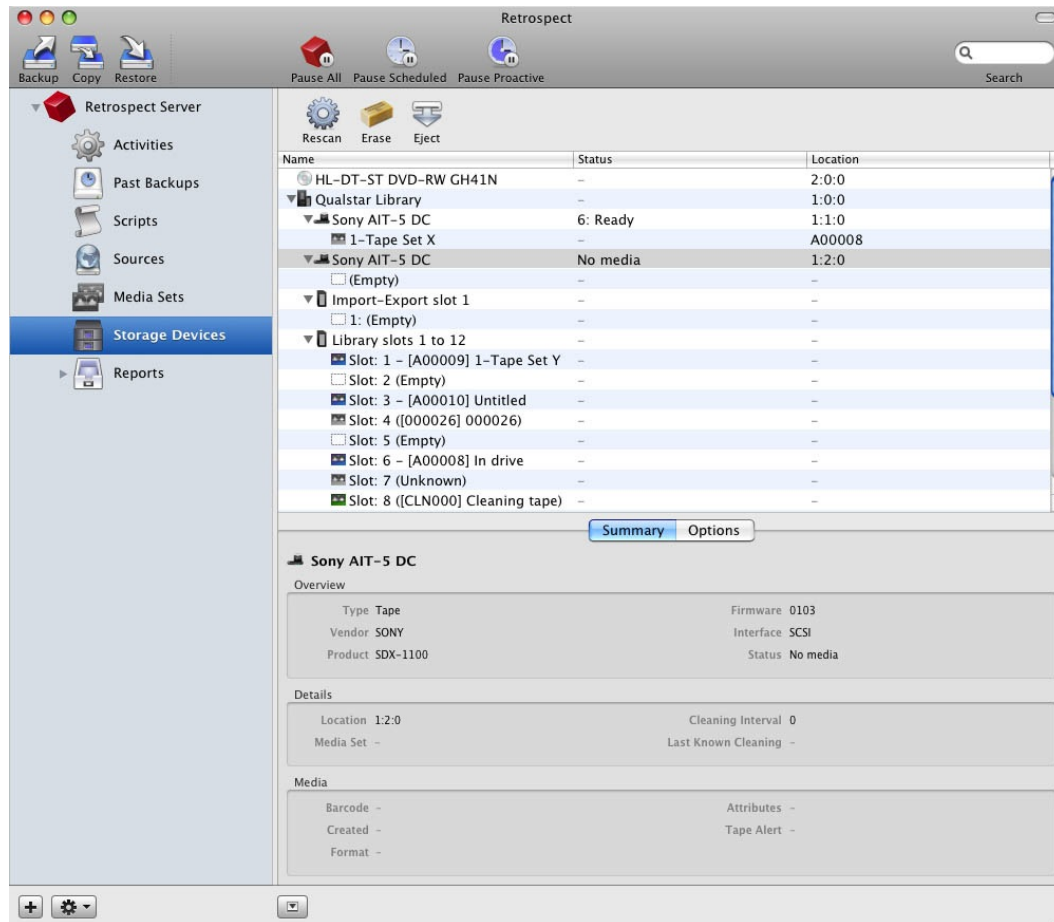 Retrospect
Backup Copy Restore Pause All Pause Scheduled Pause Proactive Search
Retrospect Server
Activities
Past Backups
Scripts
Sources
Media Sets
Storage Devices
Reports
Rescan Erase Eject
Name Status Location
HL-DT-ST DVD-RW GH41N – 2:0:0
Qualstar Library – 1:0:0
Sony AIT-5 DC 6: Ready 1:1:0
1-Tape Set X – A00008
Sony AIT-5 DC No media 1:2:0
(Empty) – –
Import-Export slot 1 – –
1: (Empty) – –
Library slots 1 to 12 – –
Slot: 1 – [A00009] 1-Tape Set Y – –
Slot: 2 (Empty) – –
Slot: 3 – [A00010] Untitled – –
Slot: 4 ([000026] 000026) – –
Slot: 5 (Empty) – –
Slot: 6 – [A00008] In drive – –
Slot: 7 (Unknown) – –
Slot: 8 ([CLN000] Cleaning tape) – –
Summary Options
Sony AIT-5 DC
Overview
Type Tape Firmware 0103
Vendor SONY Interface SCSI
Product SDX-1100 Status No media
Details
Location 1:2:0 Cleaning Interval 0
Media Set – Last Known Cleaning –
Media
Barcode – Attributes –
Created – Tape Alert –
Format –